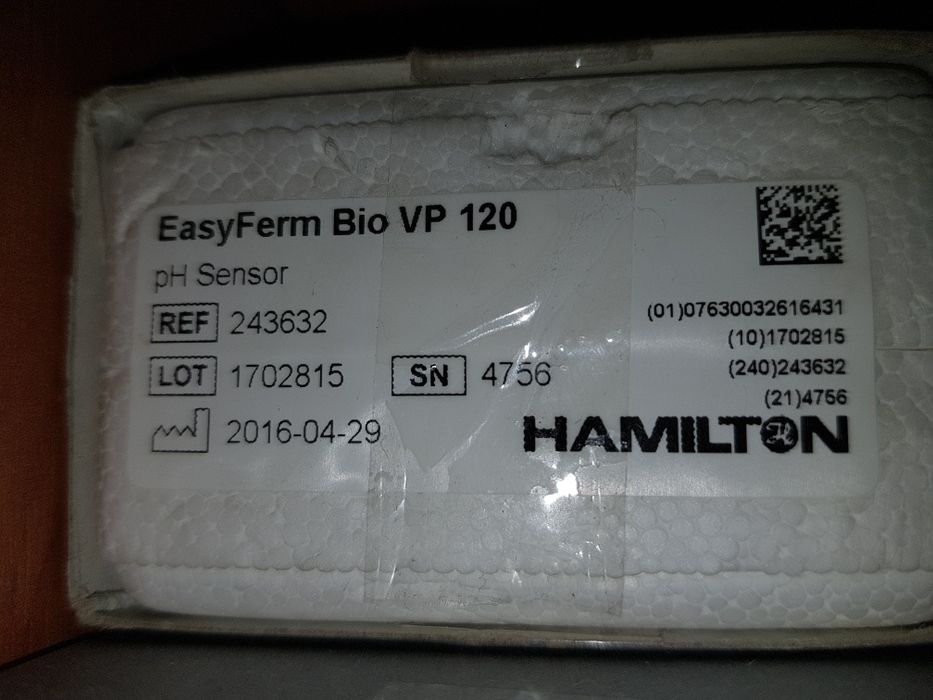 EasyFerm Bio VP 120
pH Sensor
REF 243632
LOT 1702815 SN 4756
2016-04-29
(01)07630032616431
(10)1702815
(240)243632
(21)4756
HAMILTON